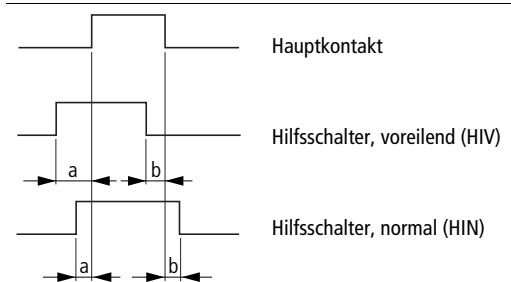 Hauptkontakt
Hilfsschalter, voreilend (HIV)
a b
Hilfsschalter, normal (HIN)
a b